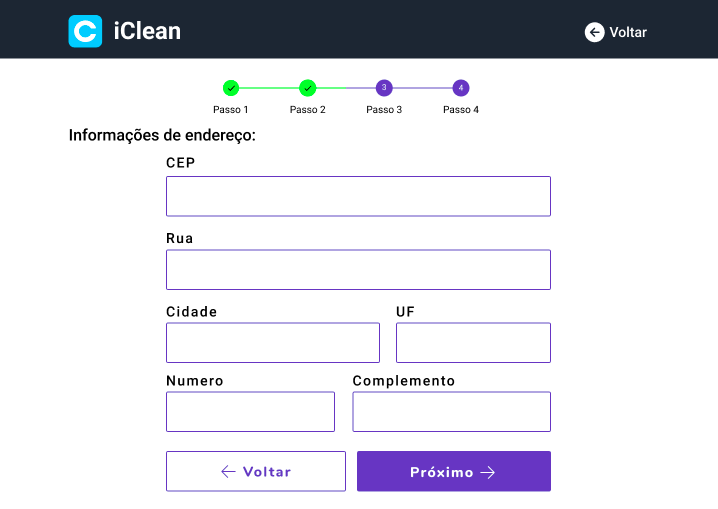 C iClean
Voltar
3 4
Passo 1 Passo 2 Passo 3 Passo 4
Informações de endereço:
CEP
Rua
Cidade UF
Numero Complemento
Voltar Próximo